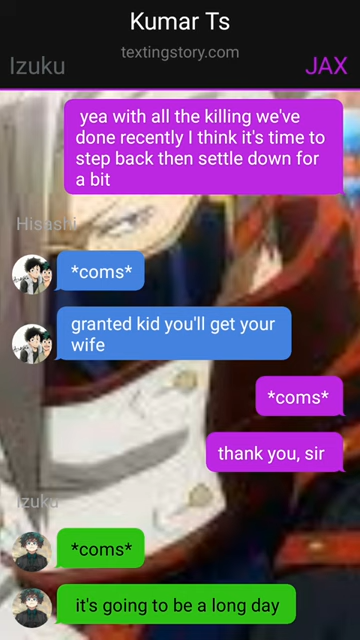 Kumar Ts
textingstory.com
Izuku
JAX
yea with all the killing we've
done recently I think it's time to
step back then settle down for
a bit
Hisashi
*coms*
granted kid you'll get your
wife
*coms*
thank you, sir
Izuku
*coms*
it's going to be a long day